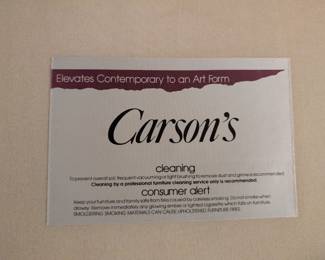 Elevates Contemporary to an Art Form
Carson's
cleaning
To prevent overall soil, frequent vacuuming or light brushing to remove dust and grime is recommended.
Cleaning by a professional furniture cleaning service only is recommended.
consumer alert
Keep your furniture and family safe from fires caused by careless smoking. Do not smoke when
drowsy. Remove immediately any glowing ember or lighted cigarette which falls on furniture.
SMOLDERING SMOKING MATERIALS CAN CAUSE UPHOLSTERED FURNITURE FIRES.